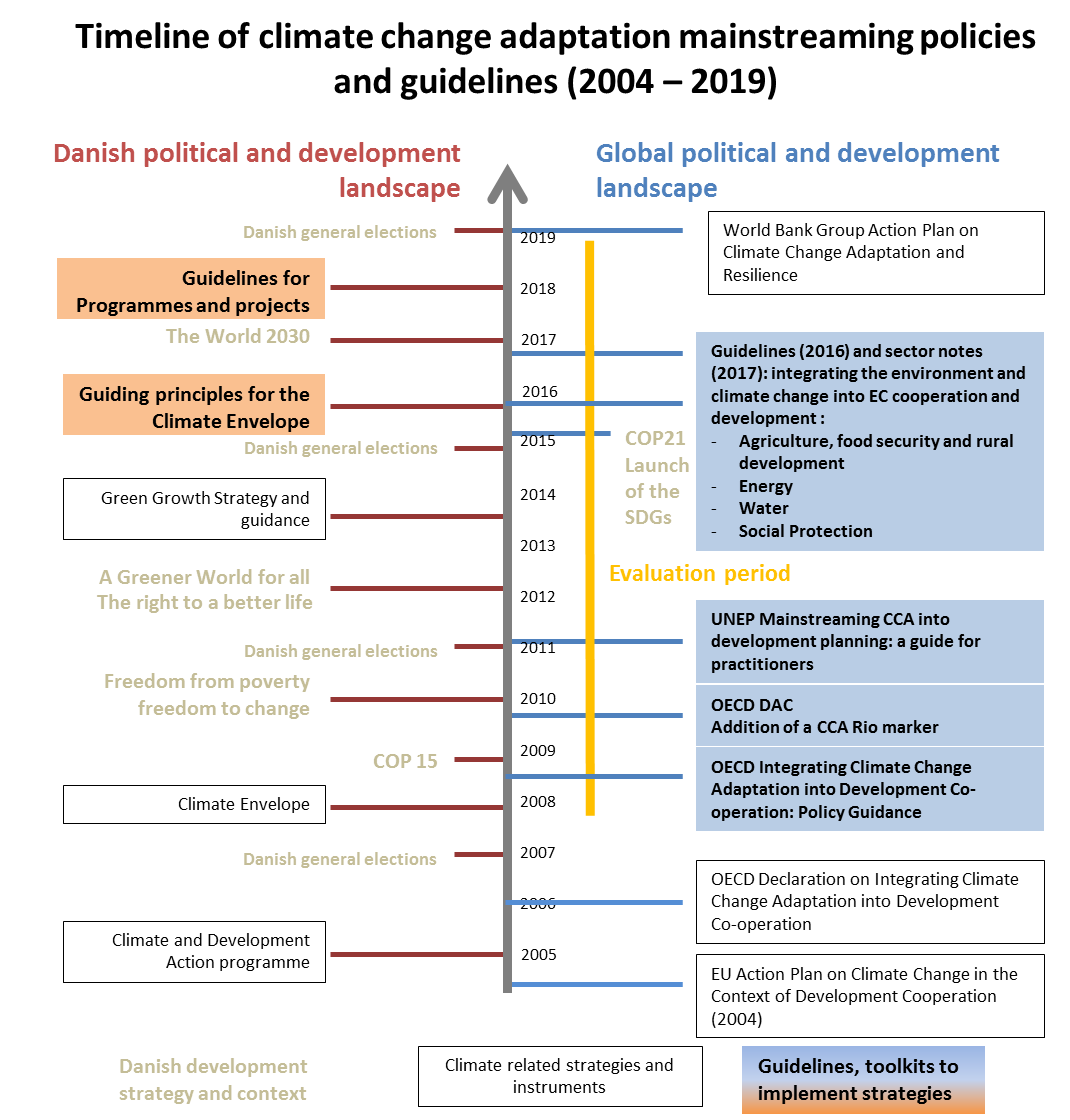 Timeline of climate change adaptation mainstreaming policies
and guidelines (2004 – 2019)
Danish political and development
landscape
Global political and development
landscape
Danish general elections
2019
World Bank Group Action Plan on
Climate Change Adaptation and
Resilience
Guidelines for
Programmes and projects
2018
The World 2030
2017
Guidelines (2016) and sector notes
(2017): integrating the environment and
climate change into EC cooperation and
development :
- Agriculture, food security and rural
development
- Energy
- Water
- Social Protection
Guiding principles for the
Climate Envelope
2016
Danish general elections
2015
COP21
Launch
of the
SDGs
Green Growth Strategy and
guidance
2014
2013
Evaluation period
A Greener World for all
The right to a better life
2012
UNEP Mainstreaming CCA into
development planning: a guide for
practitioners
Danish general elections
2011
Freedom from poverty
freedom to change
2010
OECD DAC
Addition of a CCA Rio marker
2009
COP 15
OECD Integrating Climate Change
Adaptation into Development Co-
operation: Policy Guidance
Climate Envelope
2008
Danish general elections
2007
OECD Declaration on Integrating Climate
Change Adaptation into Development
Co-operation
2006
Climate and Development
Action programme
2005
EU Action Plan on Climate Change in the
Context of Development Cooperation
(2004)
Danish development
strategy and context
Climate related strategies and
instruments
Guidelines, toolkits to
implement strategies